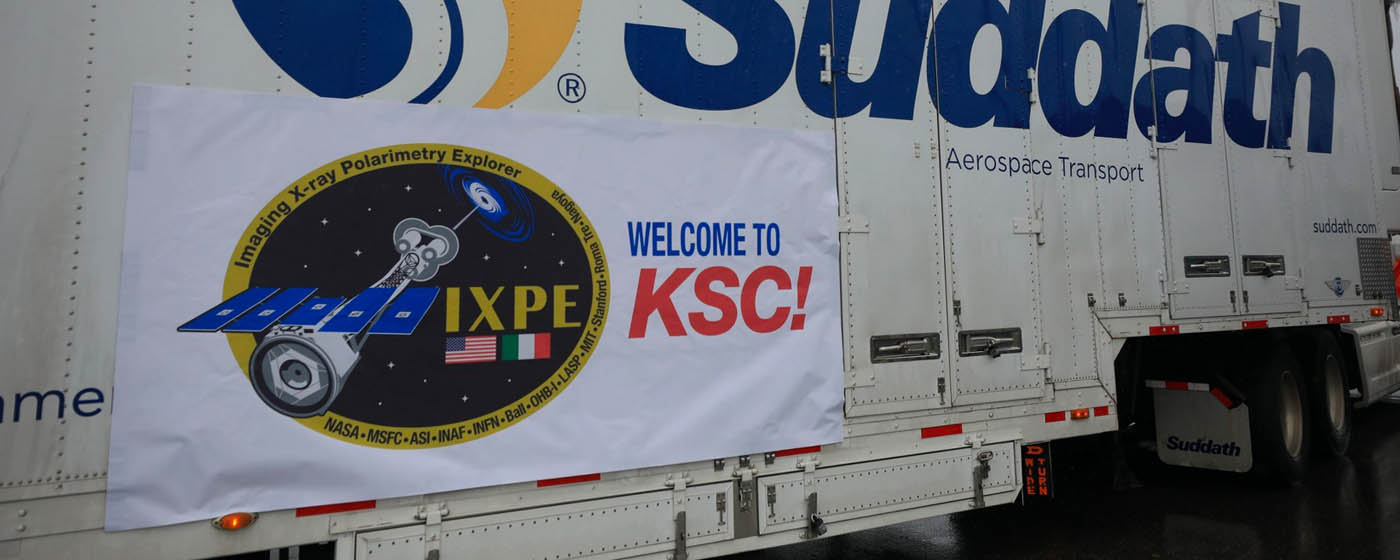 Suddath
®
Aerospace Transport
suddath.com
Imaging X-ray Polarimetry Explorer
IXPE
NASA • MSFC • ASI • INAF • INFN • Ball • OHB-I • LASP • MIT • Stanford • Roma Tre • Nagoya
WELCOME TO
KSC!
ame
Suddath
WIDE
TURN